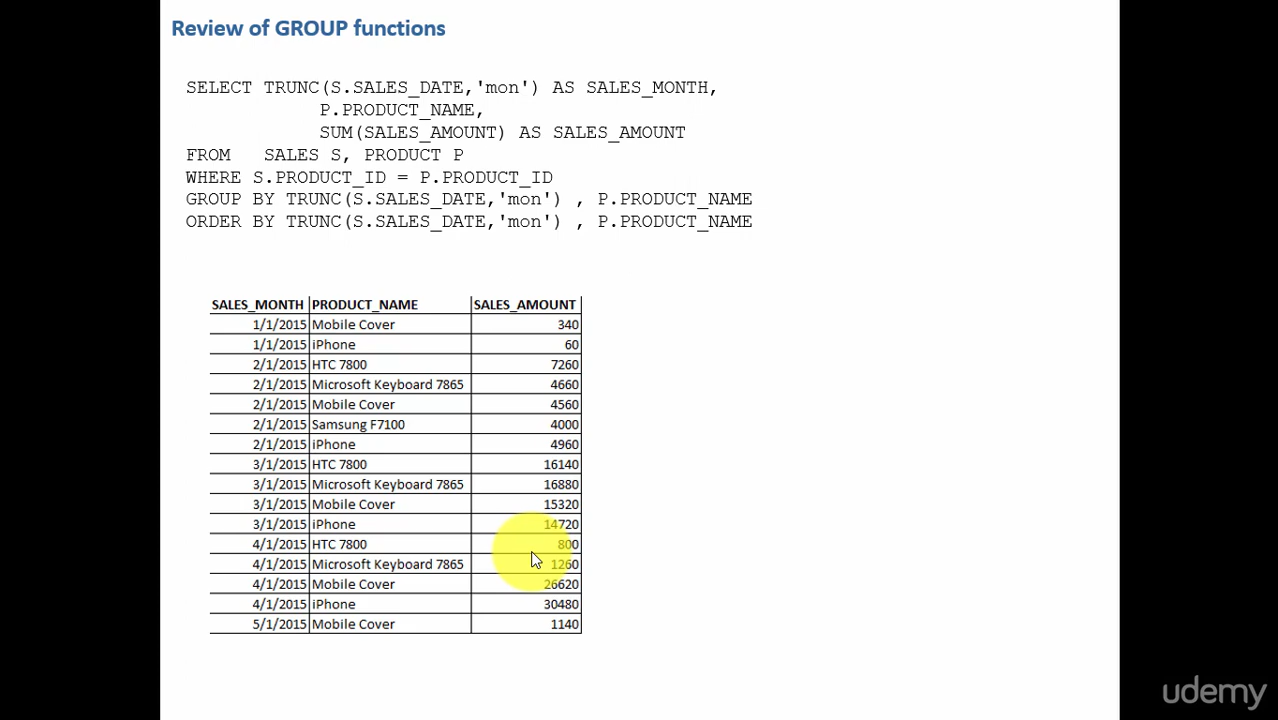 Review of GROUP functions
SELECT TRUNC(S.SALES_DATE,'mon') AS SALES_MONTH,
P.PRODUCT_NAME,
SUM(SALES_AMOUNT) AS SALES_AMOUNT
FROM SALES S, PRODUCT P
WHERE S.PRODUCT_ID = P.PRODUCT_ID
GROUP BY TRUNC(S.SALES_DATE,'mon') , P.PRODUCT_NAME
ORDER BY TRUNC(S.SALES_DATE,'mon') , P.PRODUCT_NAME
SALES_MONTH PRODUCT_NAME SALES_AMOUNT
1/1/2015 Mobile Cover 340
1/1/2015 iPhone 60
2/1/2015 HTC 7800 7260
2/1/2015 Microsoft Keyboard 7865 4660
2/1/2015 Mobile Cover 4560
2/1/2015 Samsung F7100 4000
2/1/2015 iPhone 4960
3/1/2015 HTC 7800 16140
3/1/2015 Microsoft Keyboard 7865 16880
3/1/2015 Mobile Cover 15320
3/1/2015 iPhone 14720
4/1/2015 HTC 7800 800
4/1/2015 Microsoft Keyboard 7865 1260
4/1/2015 Mobile Cover 26620
4/1/2015 iPhone 30480
5/1/2015 Mobile Cover 1140
udemy